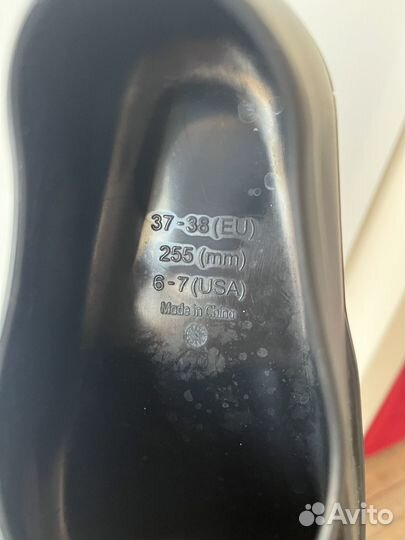 37-38(EU)
255(mm)
6-7(USA)
Made in China
Avito